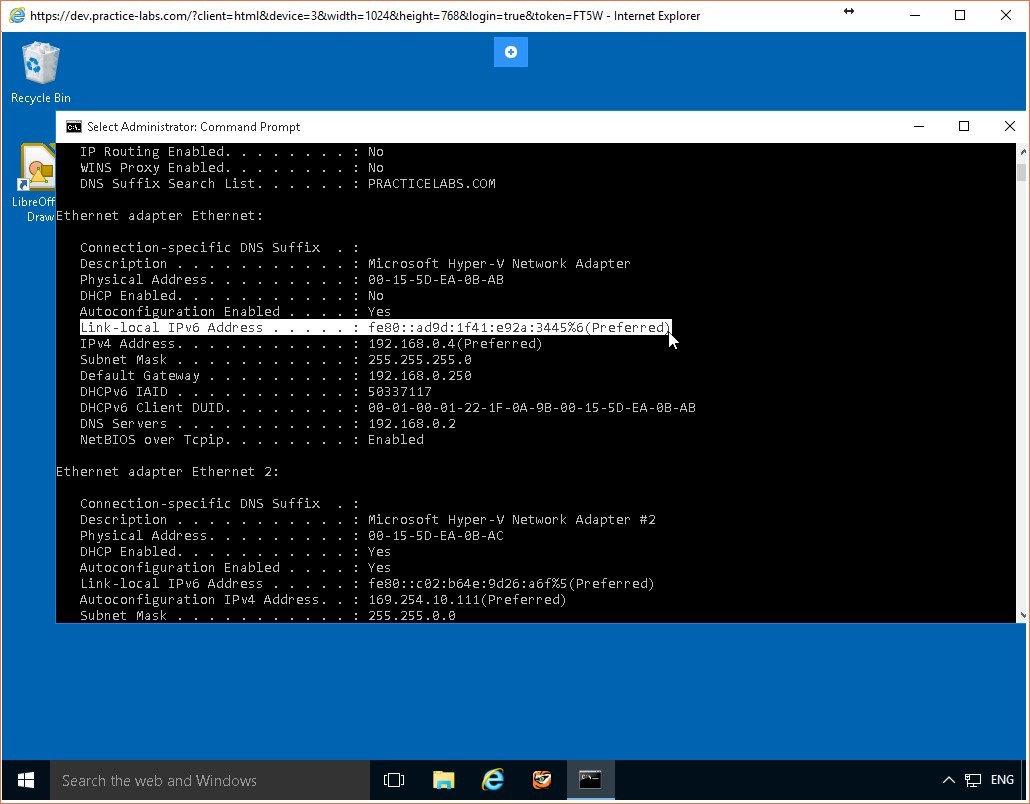 https://dev.practice-labs.com/?client=html&device=3&width=1024&height=768&login=true&token=FT5W - Internet Explorer
Recycle Bin
Select Administrator: Command Prompt
LibreOff
Draw
IP Routing Enabled. . . . . . . . : No
WINS Proxy Enabled. . . . . . . . : No
DNS Suffix Search List. . . . . . : PRACTICELABS.COM
Ethernet adapter Ethernet:
Connection-specific DNS Suffix  . :
Description . . . . . . . . . . . : Microsoft Hyper-V Network Adapter
Physical Address. . . . . . . . . : 00-15-5D-EA-0B-AB
DHCP Enabled. . . . . . . . . . . : No
Autoconfiguration Enabled . . . . : Yes
Link-local IPv6 Address . . . . . : fe80::ad9d:1f41:e92a:3445%6(Preferred)
IPv4 Address. . . . . . . . . . . : 192.168.0.4(Preferred)
Subnet Mask . . . . . . . . . . . : 255.255.255.0
Default Gateway . . . . . . . . . : 192.168.0.250
DHCPv6 IAID . . . . . . . . . . . : 50337117
DHCPv6 Client DUID. . . . . . . . : 00-01-00-01-22-1F-0A-9B-00-15-5D-EA-0B-AB
DNS Servers . . . . . . . . . . . : 192.168.0.2
NetBIOS over Tcpip. . . . . . . . : Enabled
Ethernet adapter Ethernet 2:
Connection-specific DNS Suffix  . :
Description . . . . . . . . . . . : Microsoft Hyper-V Network Adapter #2
Physical Address. . . . . . . . . : 00-15-5D-EA-0B-AC
DHCP Enabled. . . . . . . . . . . : Yes
Autoconfiguration Enabled . . . . : Yes
Link-local IPv6 Address . . . . . : fe80::c02:b64e:9d26:a6f%5(Preferred)
Autoconfiguration IPv4 Address. . : 169.254.10.111(Preferred)
Subnet Mask . . . . . . . . . . . : 255.255.0.0
Search the web and Windows
ENG